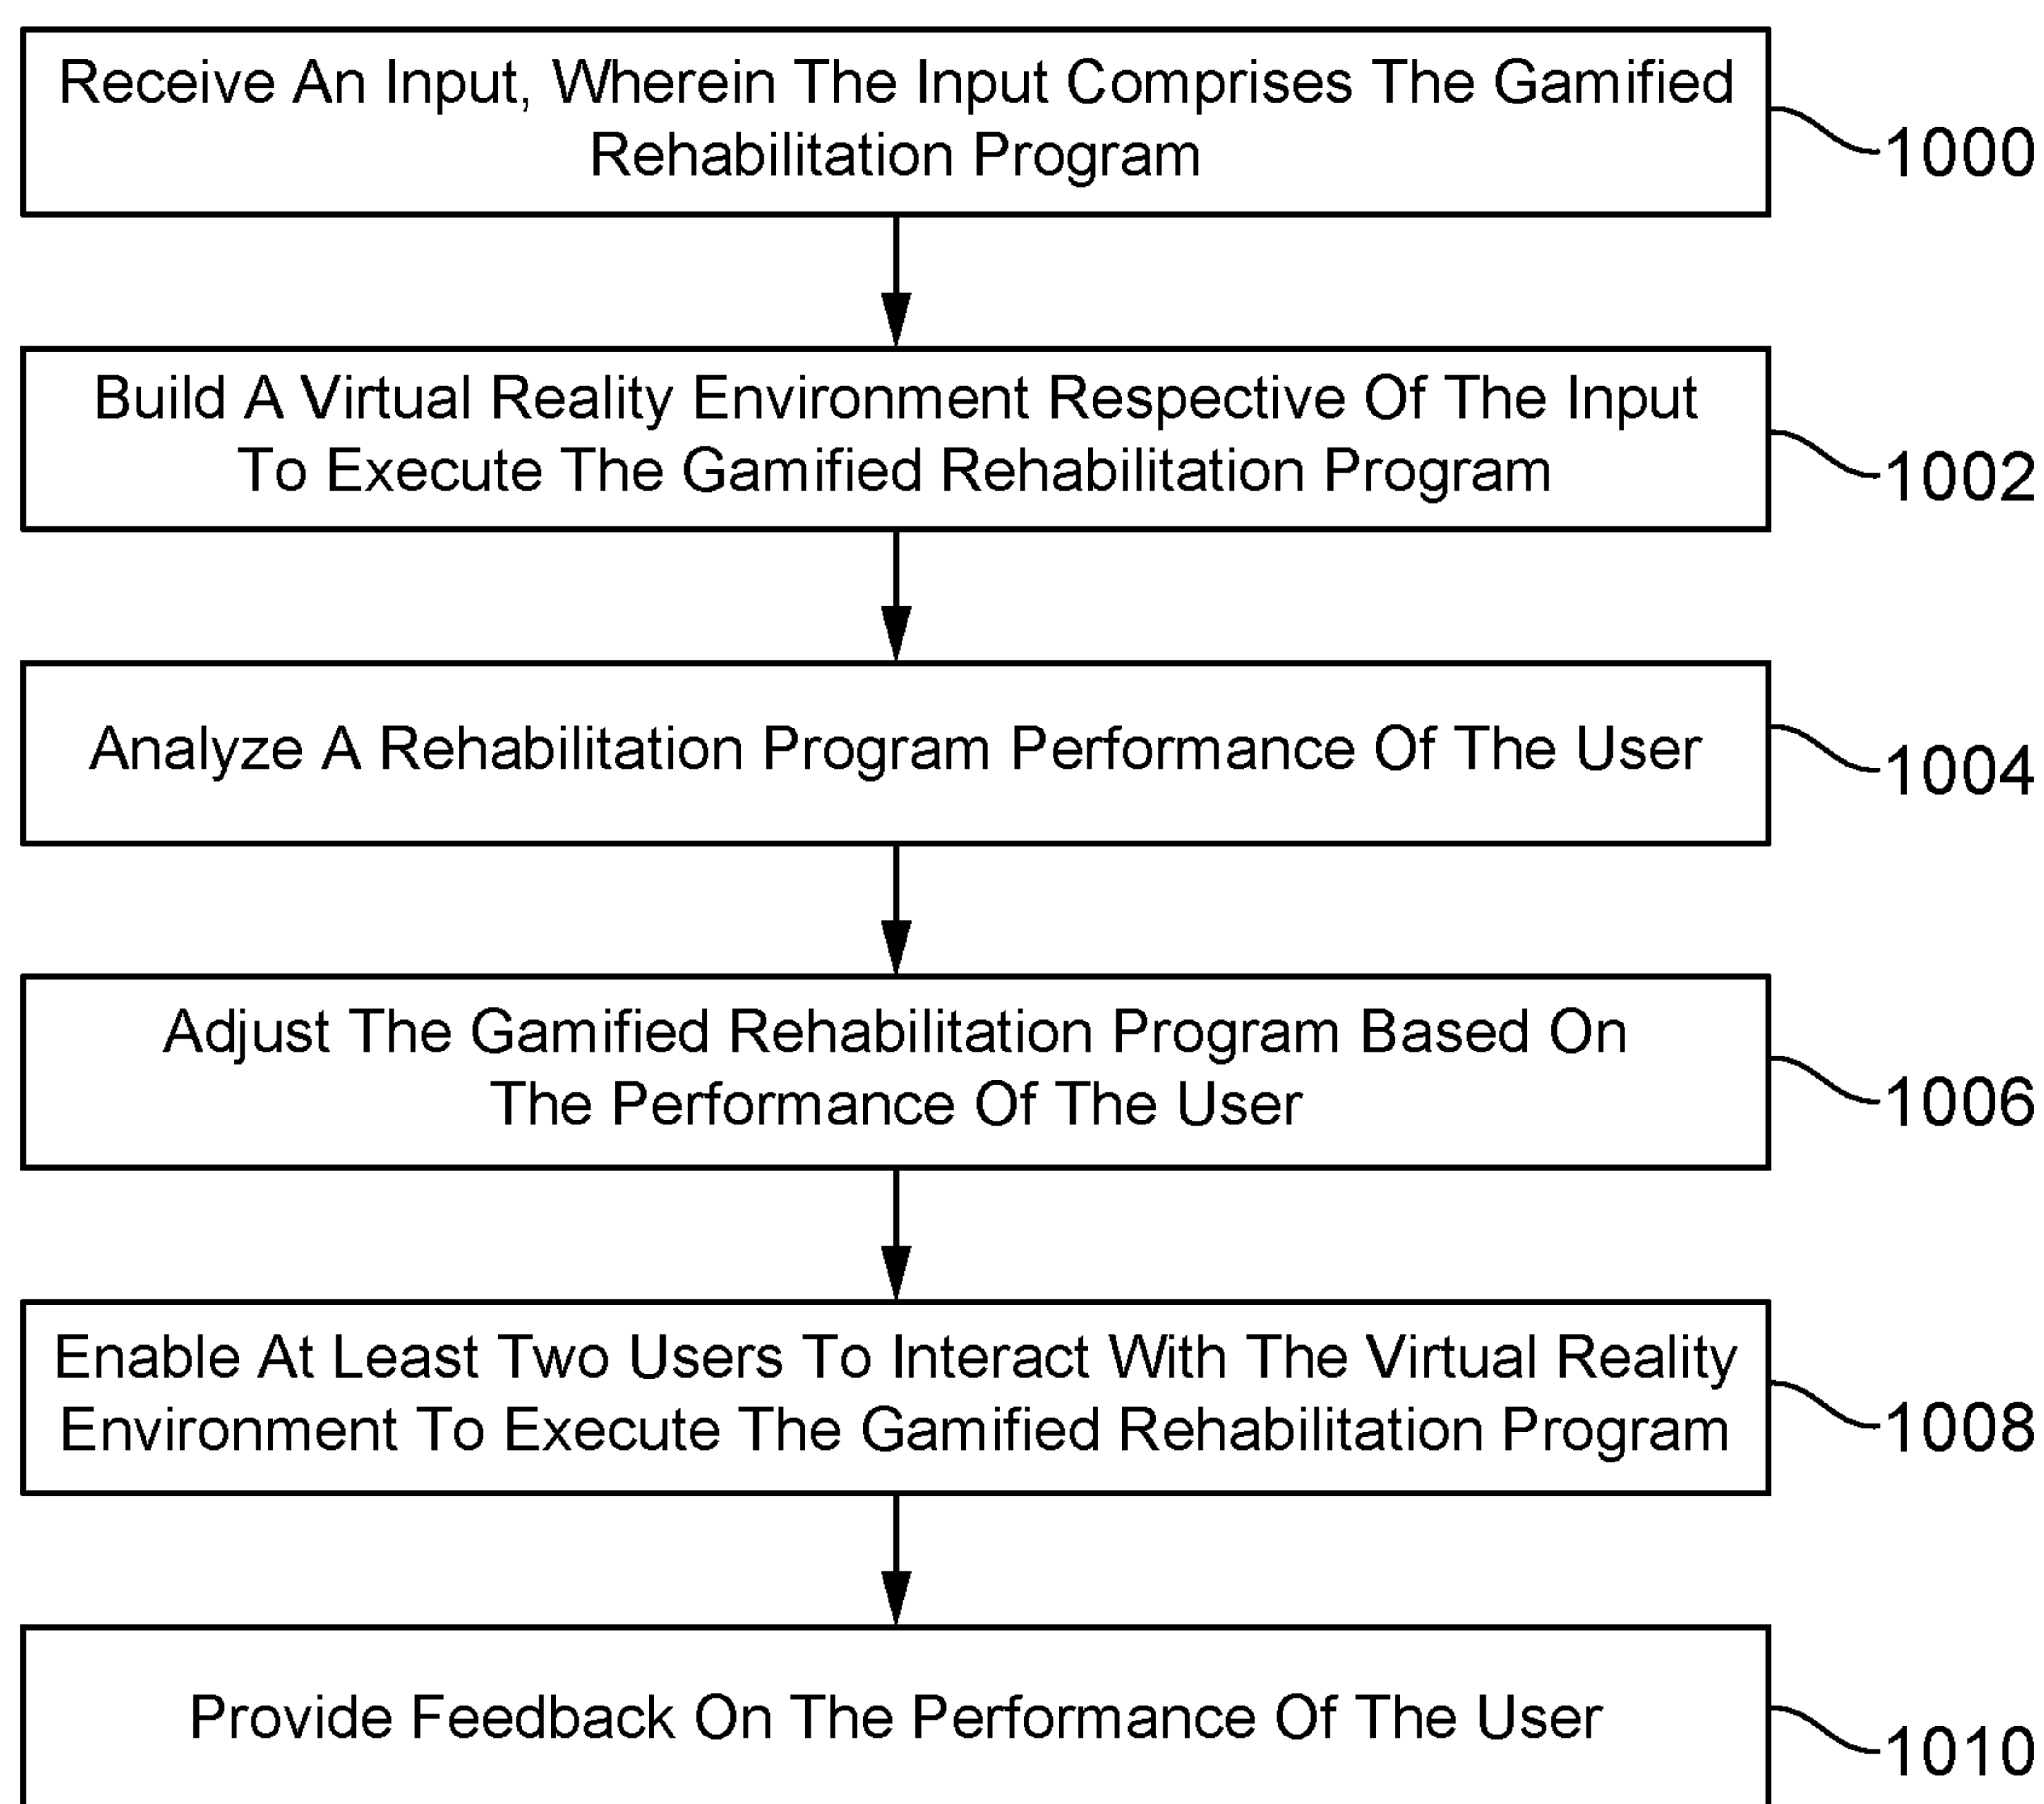 Receive An Input, Wherein The Input Comprises The Gamified
Rehabilitation Program
1000
Build A Virtual Reality Environment Respective Of The Input
To Execute The Gamified Rehabilitation Program
1002
Analyze A Rehabilitation Program Performance Of The User
1004
Adjust The Gamified Rehabilitation Program Based On
The Performance Of The User
1006
Enable At Least Two Users To Interact With The Virtual Reality
Environment To Execute The Gamified Rehabilitation Program
1008
Provide Feedback On The Performance Of The User
1010